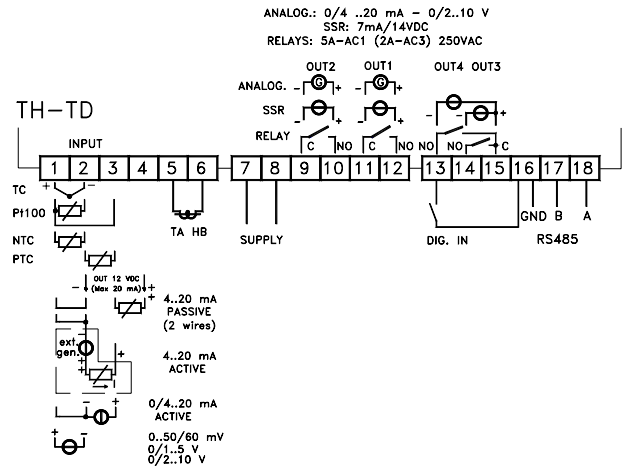 ANALOG.: 0/4 ..20 mA - 0/2..10 V
SSR: 7mA/14VDC
RELAYS: 5A-AC1 (2A-AC3) 250VAC
OUT2 OUT1 OUT4 OUT3
ANALOG. - G + - G +
TH-TD
SSR - + - + - - +
RELAY C NO C NO NO NO C
INPUT
1 2 3 4 5 6 7 8 9 10 11 12 13 14 15 16 17 18
TC + -
Pt100
GND B A
TA HB SUPPLY DIG. IN RS485
NTC
PTC
OUT 12 VDC
- (Max 20 mA) +
+
4..20 mA
PASSIVE
(2 wires)
ext. -
gen. + +
+
4..20 mA
ACTIVE
I
- +
0/4..20 mA
ACTIVE
+ -
0..50/60 mV
0/1..5 V
0/2..10 V